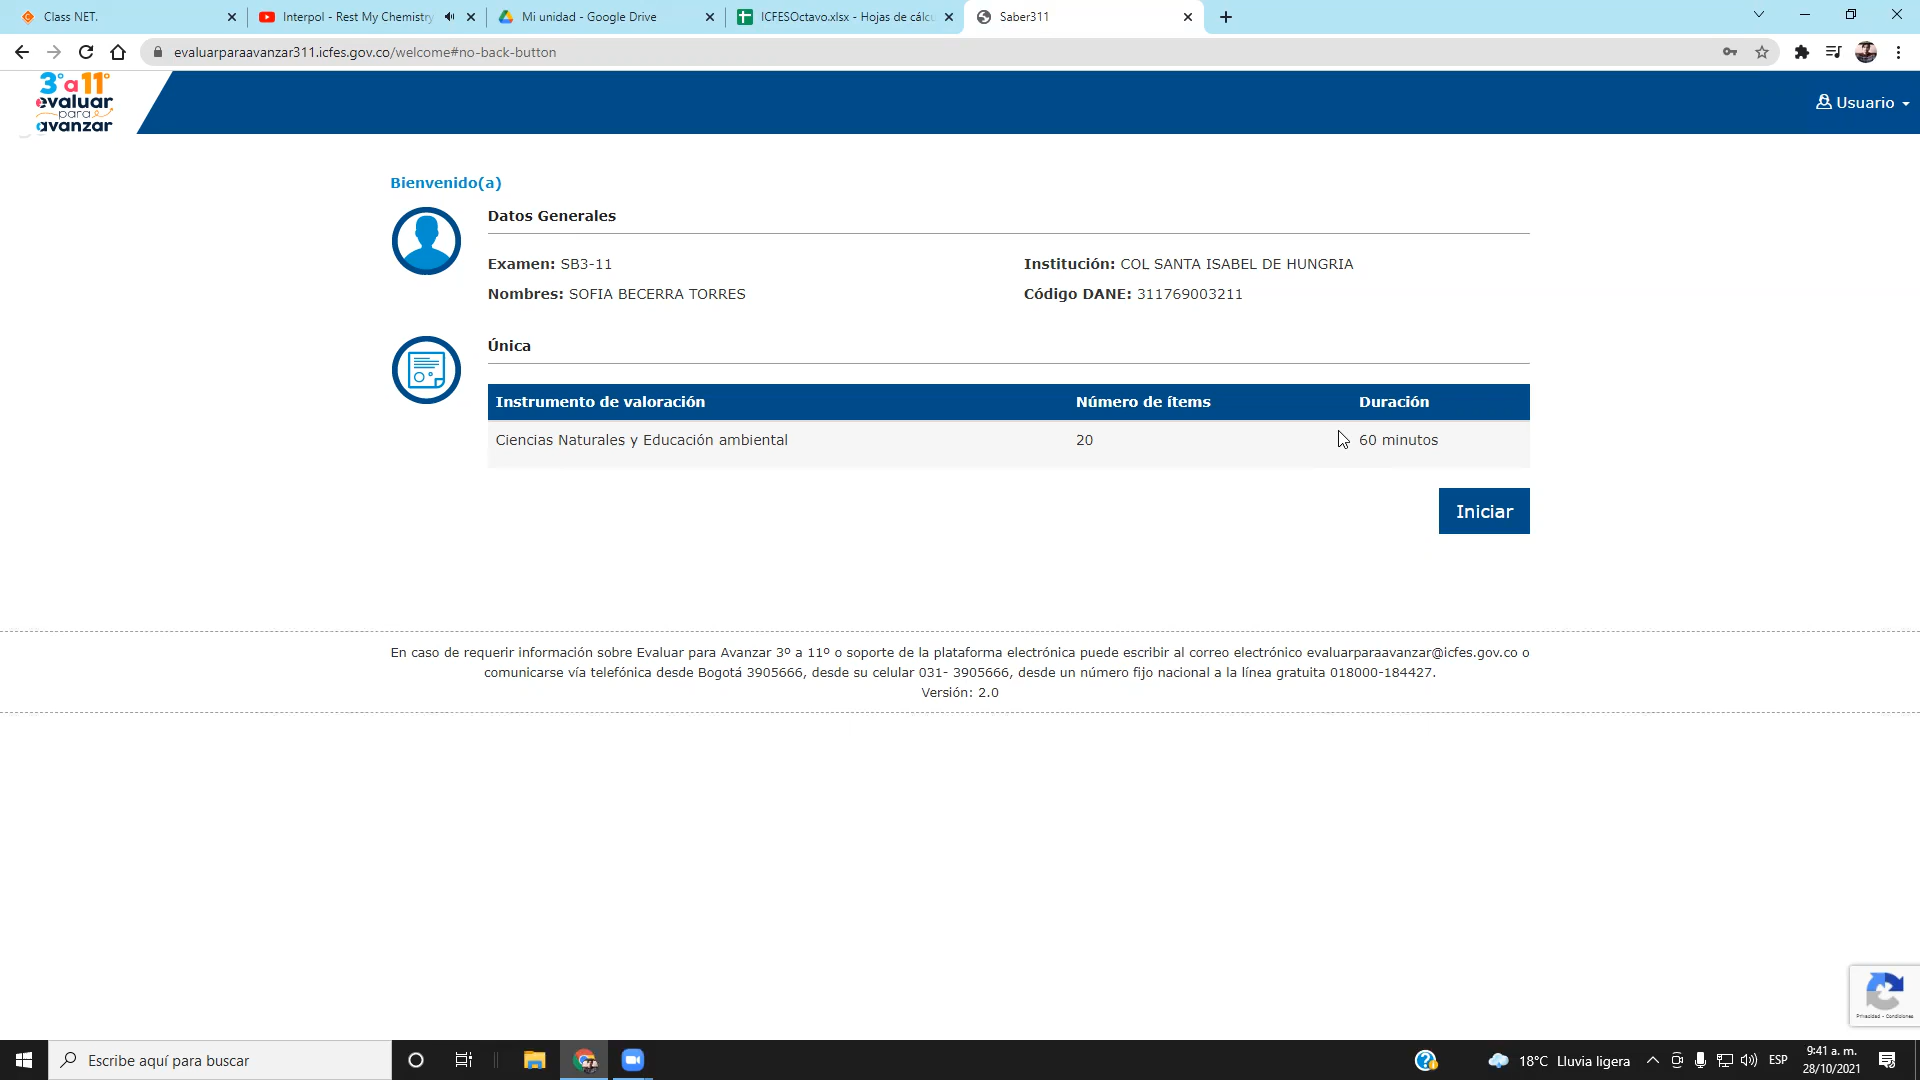 Class NET.
Interpol - Rest My Chemistry
Mi unidad - Google Drive
ICFESOctavo.xlsx - Hojas de cálcu
Saber311
evaluarparaavanzar311.icfes.gov.co/welcome#no-back-button
3° a 11°
evaluar
para
avanzar
Usuario
Bienvenido(a)
Datos Generales
Examen: SB3-11
Institución: COL SANTA ISABEL DE HUNGRIA
Nombres: SOFIA BECERRA TORRES
Código DANE: 311769003211
Única
Instrumento de valoración Número de ítems Duración
Ciencias Naturales y Educación ambiental 20 60 minutos
Iniciar
En caso de requerir información sobre Evaluar para Avanzar 3º a 11º o soporte de la plataforma electrónica puede escribir al correo electrónico evaluarparaavanzar@icfes.gov.co o
comunicarse vía telefónica desde Bogotá 3905666, desde su celular 031- 3905666, desde un número fijo nacional a la línea gratuita 018000-184427.
Versión: 2.0
Privacidad - Condiciones
Escribe aquí para buscar
18°C Lluvia ligera
ESP
9:41 a. m.
28/10/2021